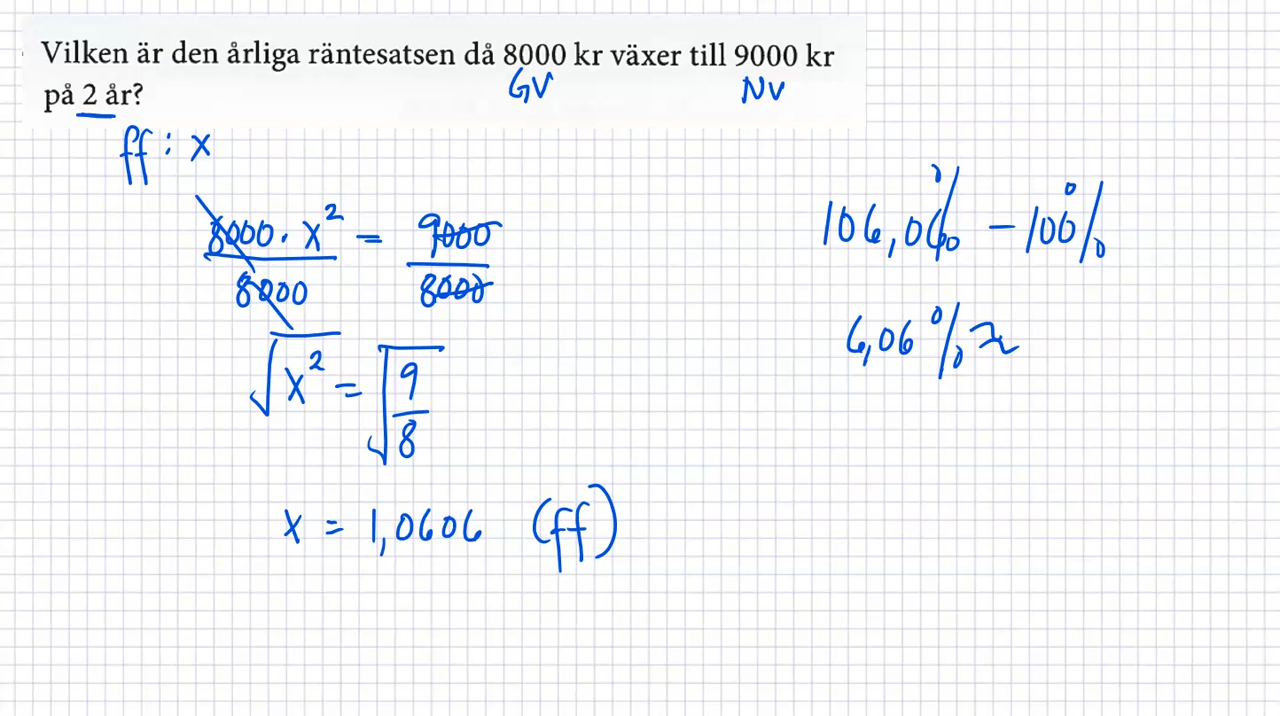 Vilken är den årliga räntesatsen då 8000 kr växer till 9000 kr
på 2 år?
GV NV
ff : x
8000 · x² = 9000
8000 8000
√x² = √9/8
x = 1,0606 (ff)
106,06% − 100%
6,06% ≈